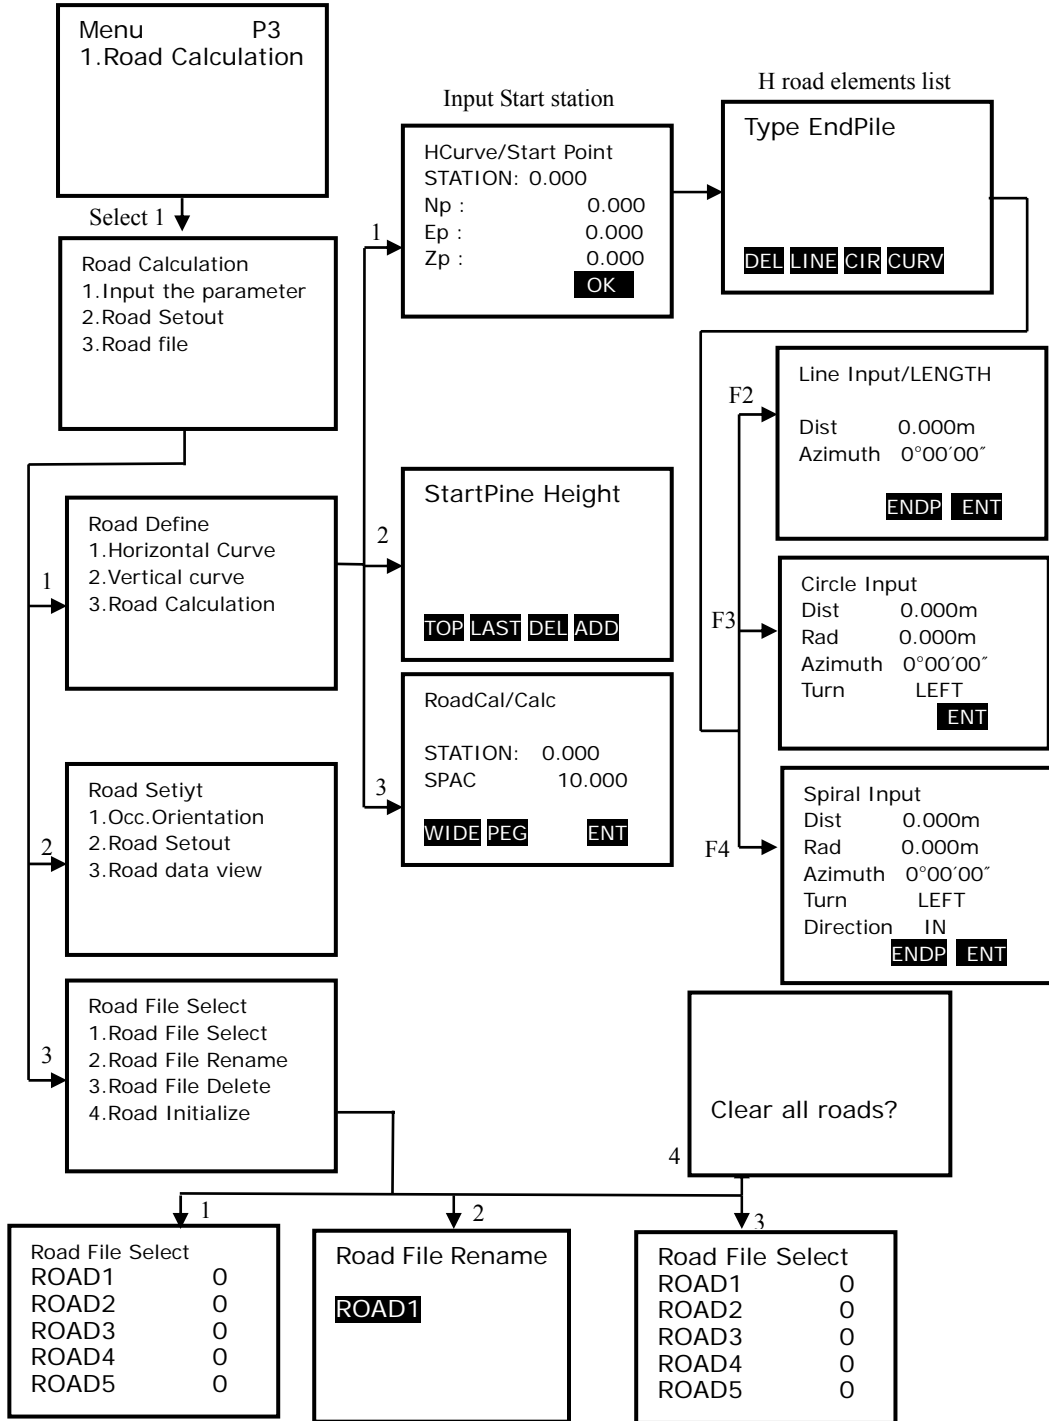 Menu P3
1.Road Calculation
Select 1
Input Start station
H road elements list
HCurve/Start Point
STATION: 0.000
Np : 0.000
Ep : 0.000
Zp : 0.000
OK
Type EndPile
DEL LINE CIR CURV
Road Calculation
1.Input the parameter
2.Road Setout
3.Road file
1
F2
Line Input/LENGTH
Dist 0.000m
Azimuth 0°00′00″
ENDP ENT
1
Road Define
1.Horizontal Curve
2.Vertical curve
3.Road Calculation
2
StartPine Height
TOP LAST DEL ADD
F3
Circle Input
Dist 0.000m
Rad 0.000m
Azimuth 0°00′00″
Turn LEFT
ENT
3
RoadCal/Calc
STATION: 0.000
SPAC 10.000
WIDE PEG ENT
2
Road Setiyt
1.Occ.Orientation
2.Road Setout
3.Road data view
F4
Spiral Input
Dist 0.000m
Rad 0.000m
Azimuth 0°00′00″
Turn LEFT
Direction IN
ENDP ENT
3
Road File Select
1.Road File Select
2.Road File Rename
3.Road File Delete
4.Road Initialize
Clear all roads?
4
1
2
3
Road File Select
ROAD1 0
ROAD2 0
ROAD3 0
ROAD4 0
ROAD5 0
Road File Rename
ROAD1
Road File Select
ROAD1 0
ROAD2 0
ROAD3 0
ROAD4 0
ROAD5 0